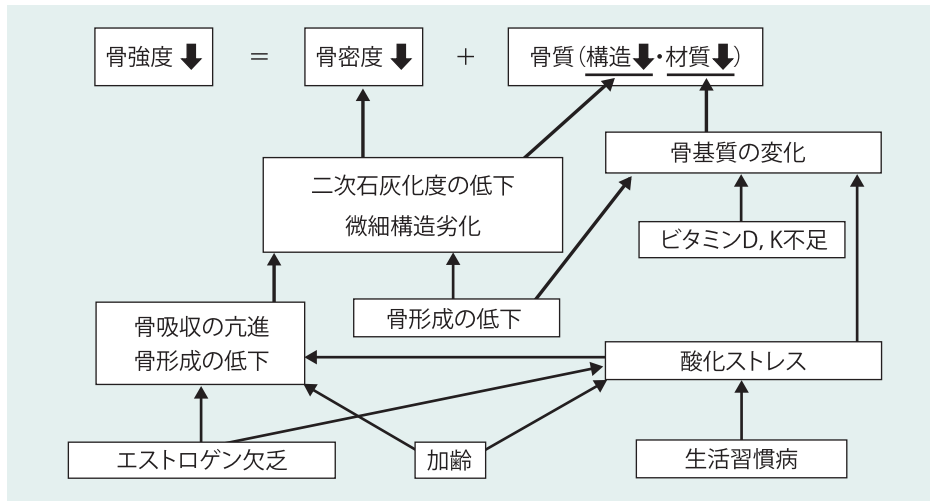 骨強度⬇ = 骨密度⬇ + 骨質(構造⬇・材質⬇)
骨基質の変化
二次石灰化度の低下
微細構造劣化
ビタミンD, K不足
骨形成の低下
骨吸収の亢進
骨形成の低下
酸化ストレス
エストロゲン欠乏
加齢
生活習慣病